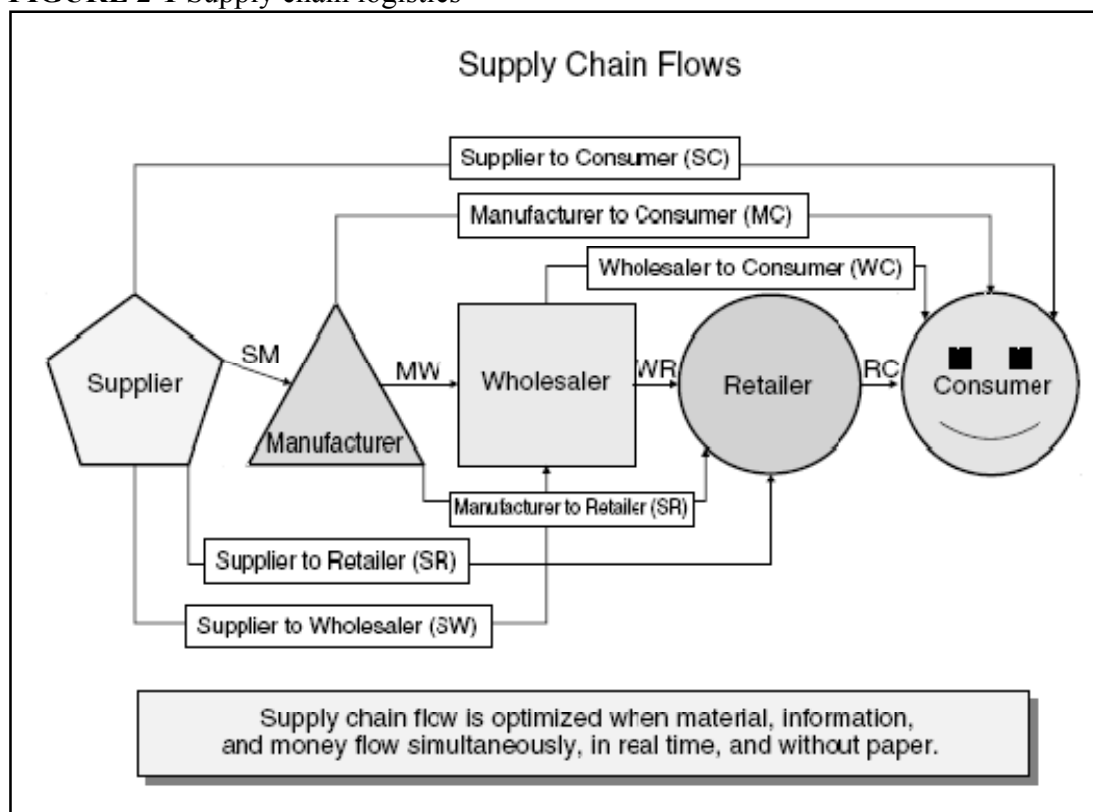 FIGURE 2-1 Supply chain logistics
Supply Chain Flows
Supplier to Consumer (SC)
Manufacturer to Consumer (MC)
Wholesaler to Consumer (WC)
SM
MW
WR
RC
Supplier
Manufacturer
Wholesaler
Retailer
Consumer
Manufacturer to Retailer (SR)
Supplier to Retailer (SR)
Supplier to Wholesaler (SW)
Supply chain flow is optimized when material, information,
and money flow simultaneously, in real time, and without paper.